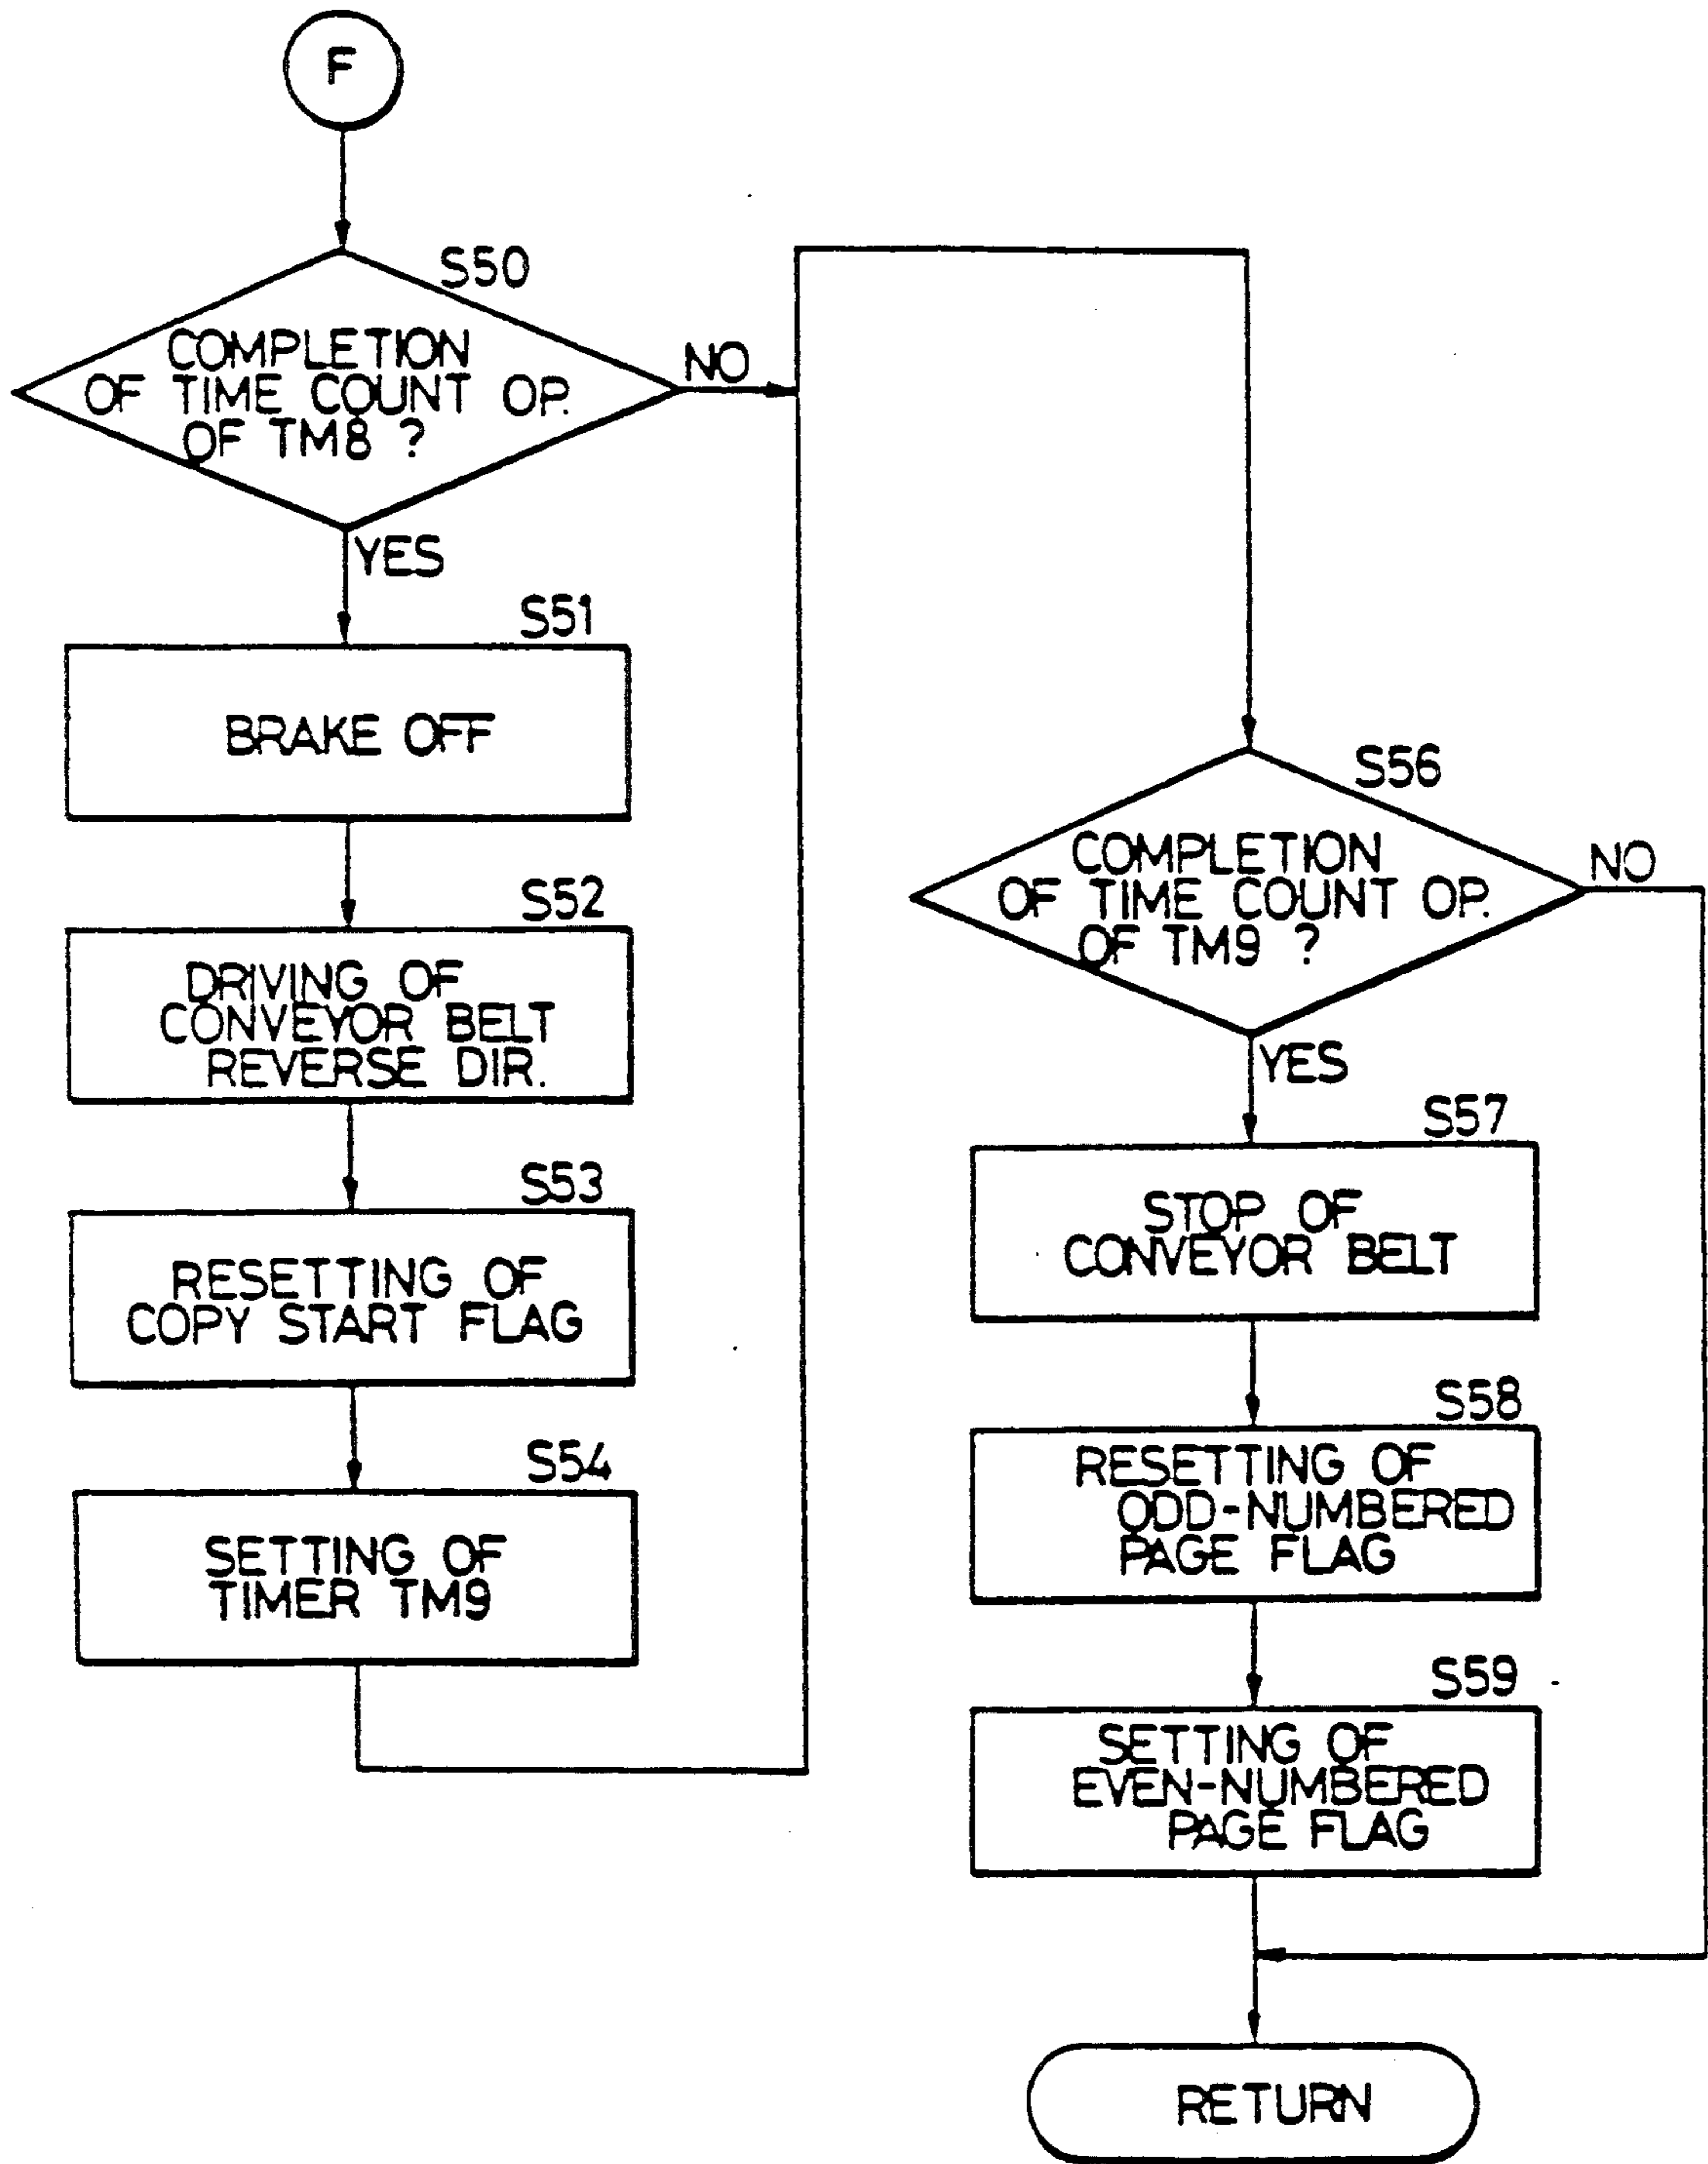 F
S50
COMPLETION
OF TIME COUNT OP.
OF TM8 ?
NO
YES
S51
BRAKE OFF
S52
DRIVING OF
CONVEYOR BELT
REVERSE DIR.
S53
RESETTING OF
COPY START FLAG
S54
SETTING OF
TIMER TM9
S56
COMPLETION
OF TIME COUNT OP.
OF TM9 ?
NO
YES
S57
STOP OF
CONVEYOR BELT
S58
RESETTING OF
ODD-NUMBERED
PAGE FLAG
S59
SETTING OF
EVEN-NUMBERED
PAGE FLAG
RETURN